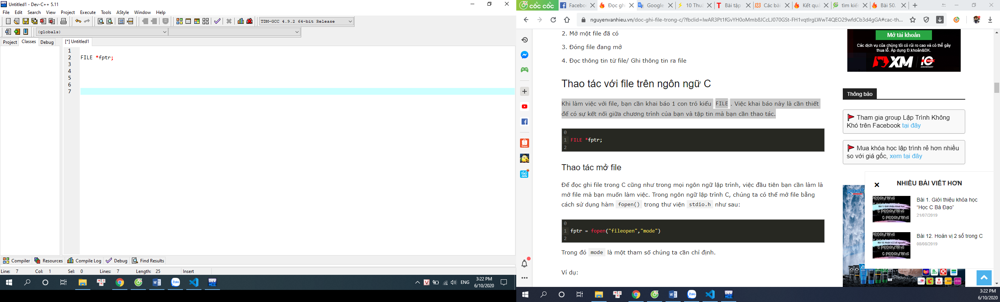 Untitled1 - Dev-C++ 5.11
File Edit Search View Project Execute Tools AStyle Window Help
TDM-GCC 4.9.2 64-bit Release
(globals)
Project Classes Debug
[*] Untitled1
1
2 FILE *fptr;
3
4
5
6
7
Compiler Resources Compile Log Debug Find Results
Line: 7 Col: 1 Sel: 0 Lines: 7 Length: 25 Insert
ENG
3:22 PM
6/10/2020
CỐC CỐC
Facebo
Đọc gh
Google
10 Thu
Bài tập
Các bài
Kết qu
tìm kiế
Bài 50.
nguyenvanhieu.vn/doc-ghi-file-trong-c/?fbclid=IwAR3Pt1fGvYH0oMmb8JCcLJ070GSt-FH1vqtIrgLWwT4QEO29wfdCb3d4gGA#cac-th...
2. Mở một file đã có
3. Đóng file đang mở
4. Đọc thông tin từ file/ Ghi thông tin ra file
Thao tác với file trên ngôn ngữ C
Khi làm việc với file, bạn cần khai báo 1 con trỏ kiểu FILE . Việc khai báo này là cần thiết
để có sự kết nối giữa chương trình của bạn và tập tin mà bạn cần thao tác.
0
1 FILE *fptr;
2
Thao tác mở file
Để đọc ghi file trong C cũng như trong mọi ngôn ngữ lập trình, việc đầu tiên bạn cần làm là
mở file mà bạn muốn làm việc. Trong ngôn ngữ lập trình C, chúng ta có thể mở file bằng
cách sử dụng hàm fopen() trong thư viện stdio.h như sau:
0
1 fptr = fopen("fileopen","mode")
2
Trong đó mode là một tham số chúng ta cần chỉ định.
Ví dụ:
Mở tài khoản
Các dịch vụ của chúng tôi có rủi ro cao và có thể gây
thua lỗ. Áp dụng Đ.khoản&ĐK.
XM 10 YEARS
Thông báo
Tham gia group Lập Trình Không
Khó trên Facebook tại đây
Mua khóa học lập trình rẻ hơn nhiều
so với giá gốc, xem tại đây
NHIỀU BÀI VIẾT HƠN
Bài 1. Giới thiệu khóa học
“Học C Bá Đạo”
21/07/2019
Bài 12. Hoán vị 2 số trong C
08/08/2019
3:22 PM
6/10/2020